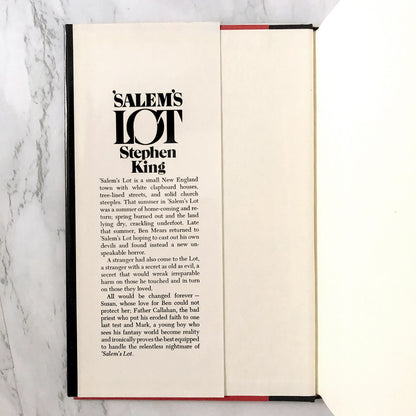 'SALEM'S
LOT
Stephen
King
'Salem's Lot is a small New England
town with white clapboard houses,
tree-lined streets, and solid church
steeples. That summer in 'Salem's Lot
was a summer of home-coming and re-
turn; spring burned out and the land
lying dry, crackling underfoot. Late
that summer, Ben Mears returned to
'Salem's Lot hoping to cast out his own
devils and found instead a new un-
speakable horror.
A stranger had also come to the Lot,
a stranger with a secret as old as evil, a
secret that would wreak irreparable
harm on those he touched and in turn
on those they loved.
All would be changed forever—
Susan, whose love for Ben could not
protect her; Father Callahan, the bad
priest who put his eroded faith to one
last test and Mark, a young boy who
sees his fantasy world become reality
and ironically proves the best equipped
to handle the relentless nightmare of
'Salem's Lot.